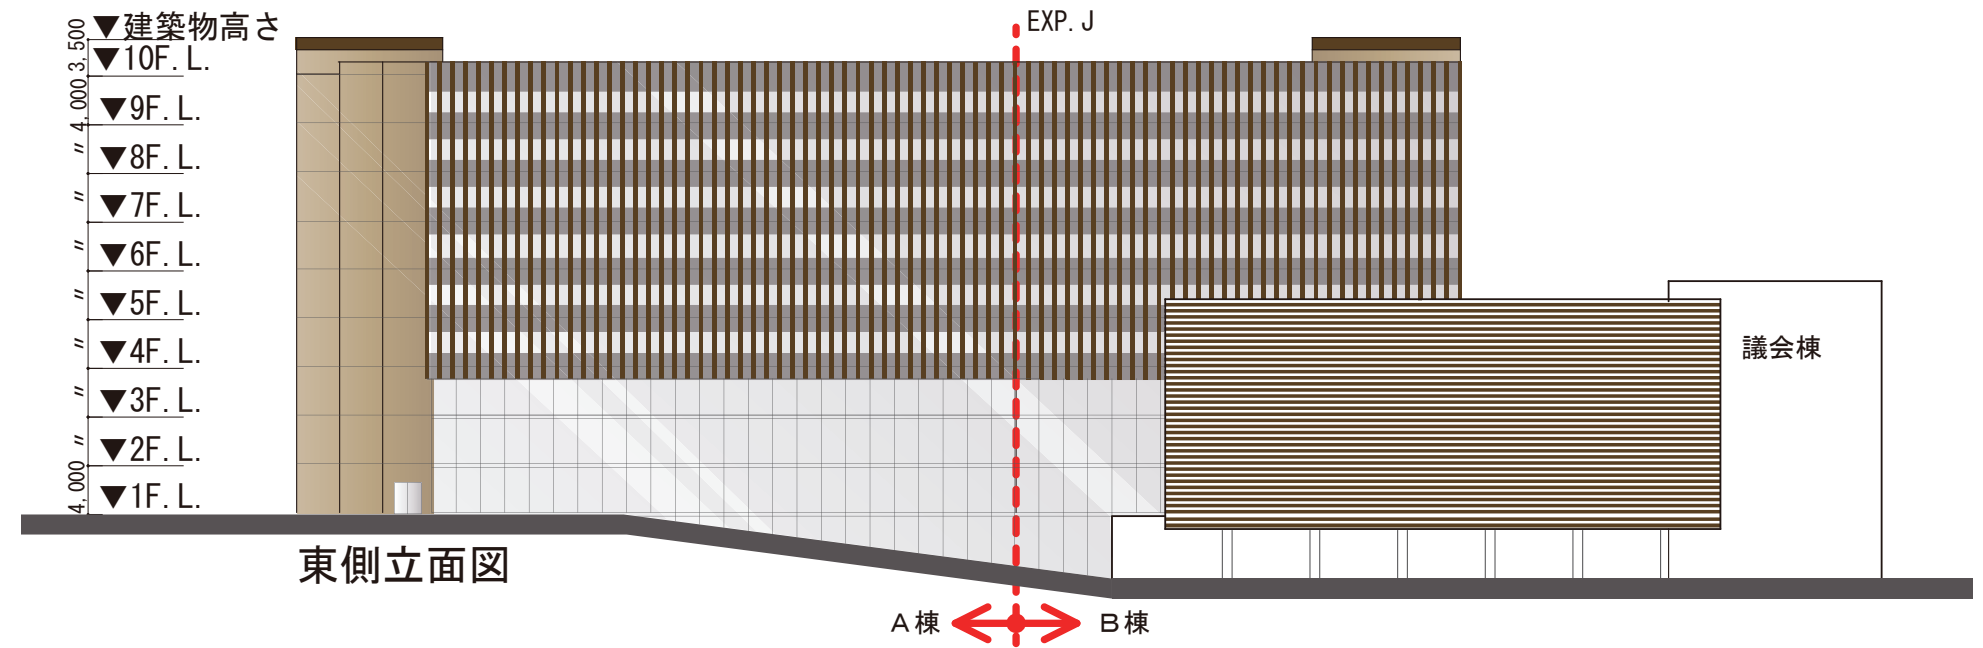 ▼建築物高さ
3,500
▼10F.L.
4,000
▼9F.L.
〃
▼8F.L.
〃
▼7F.L.
〃
▼6F.L.
〃
▼5F.L.
〃
▼4F.L.
〃
▼3F.L.
〃
▼2F.L.
4,000
▼1F.L.
EXP.J
議会棟
東側立面図
A棟
B棟